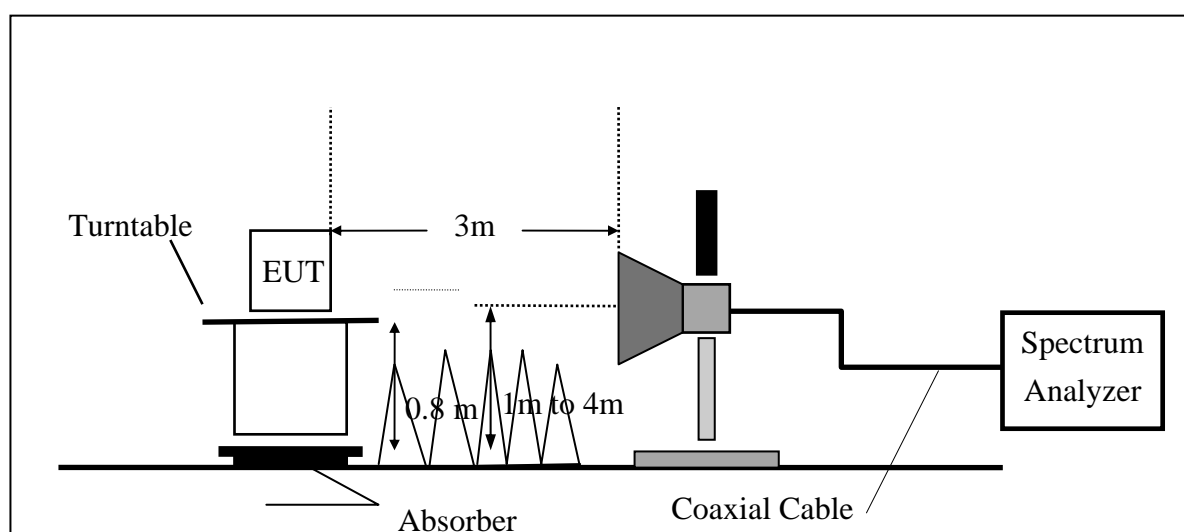 Turntable
EUT
3m
0.8 m
1m to 4m
Spectrum
Analyzer
Coaxial Cable
Absorber